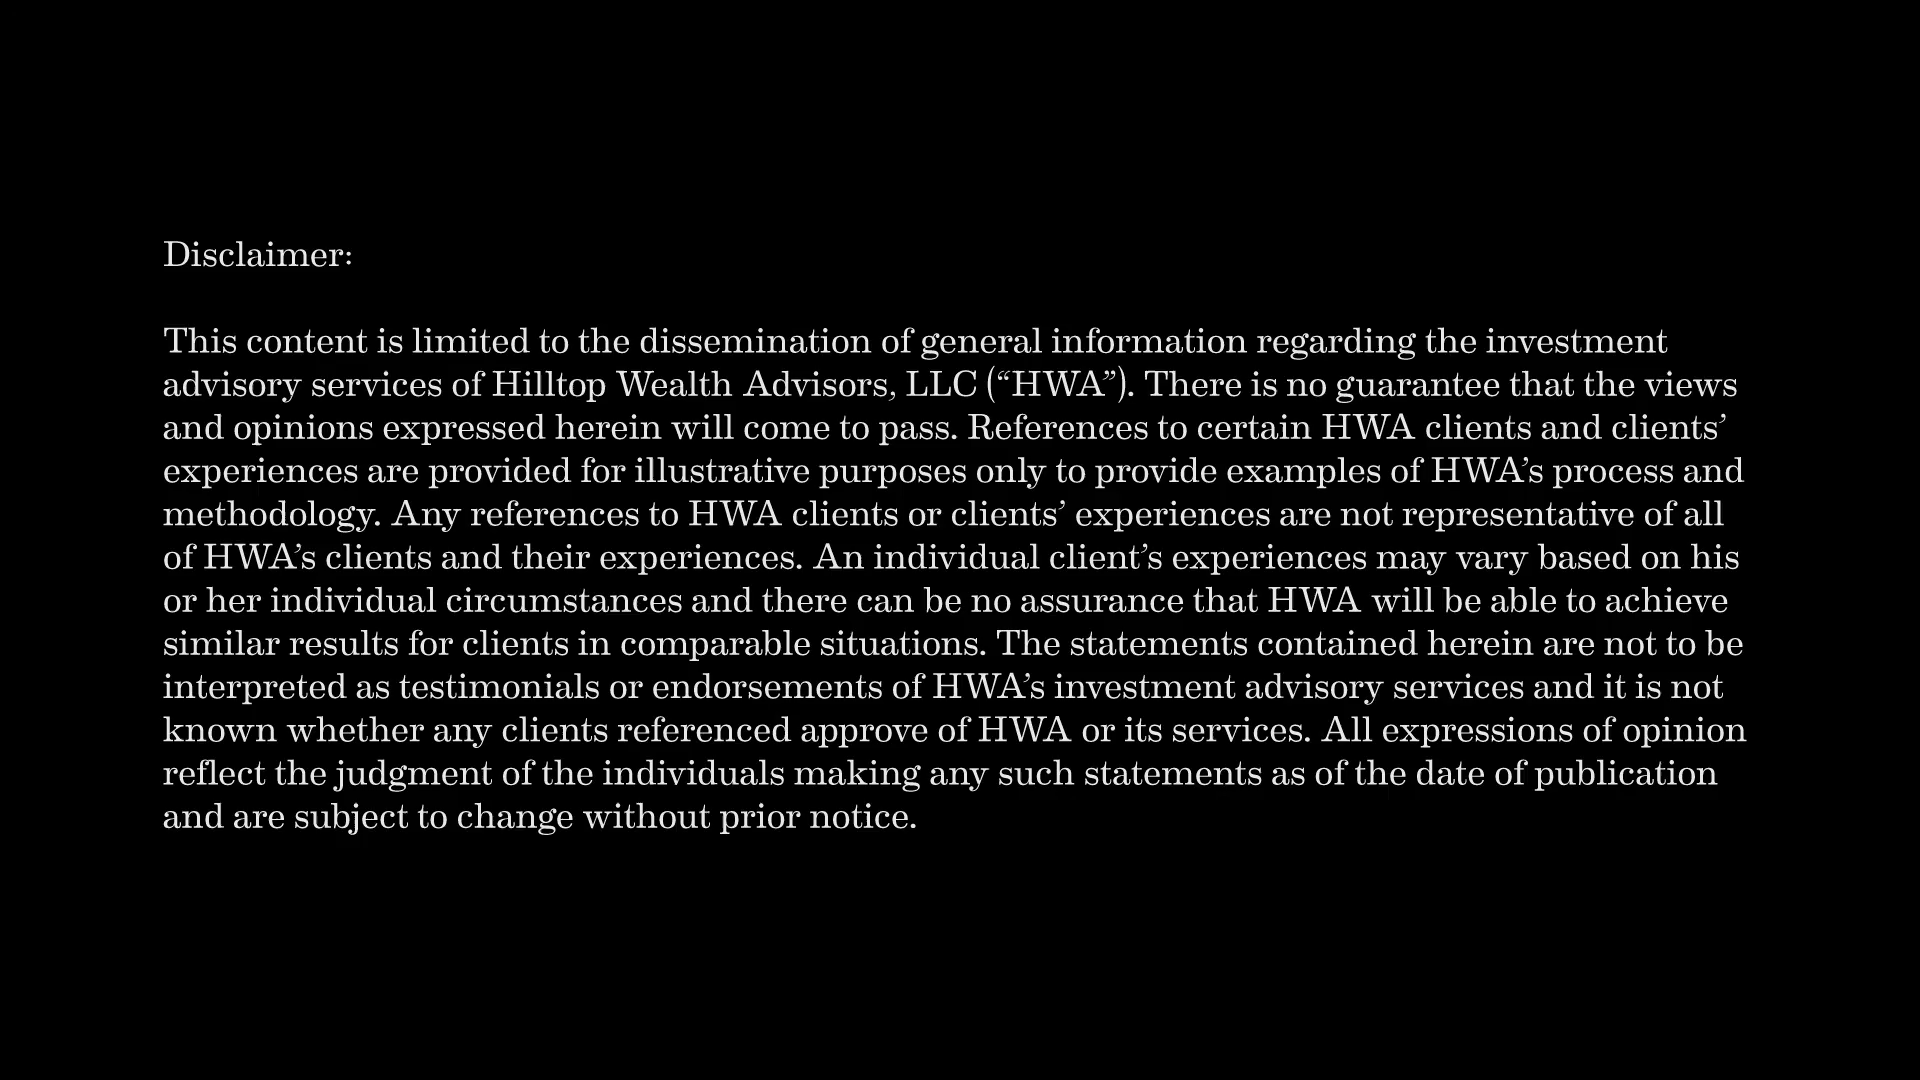 Disclaimer:
This content is limited to the dissemination of general information regarding the investment
advisory services of Hilltop Wealth Advisors, LLC (“HWA”). There is no guarantee that the views
and opinions expressed herein will come to pass. References to certain HWA clients and clients’
experiences are provided for illustrative purposes only to provide examples of HWA’s process and
methodology. Any references to HWA clients or clients’ experiences are not representative of all
of HWA’s clients and their experiences. An individual client’s experiences may vary based on his
or her individual circumstances and there can be no assurance that HWA will be able to achieve
similar results for clients in comparable situations. The statements contained herein are not to be
interpreted as testimonials or endorsements of HWA’s investment advisory services and it is not
known whether any clients referenced approve of HWA or its services. All expressions of opinion
reflect the judgment of the individuals making any such statements as of the date of publication
and are subject to change without prior notice.